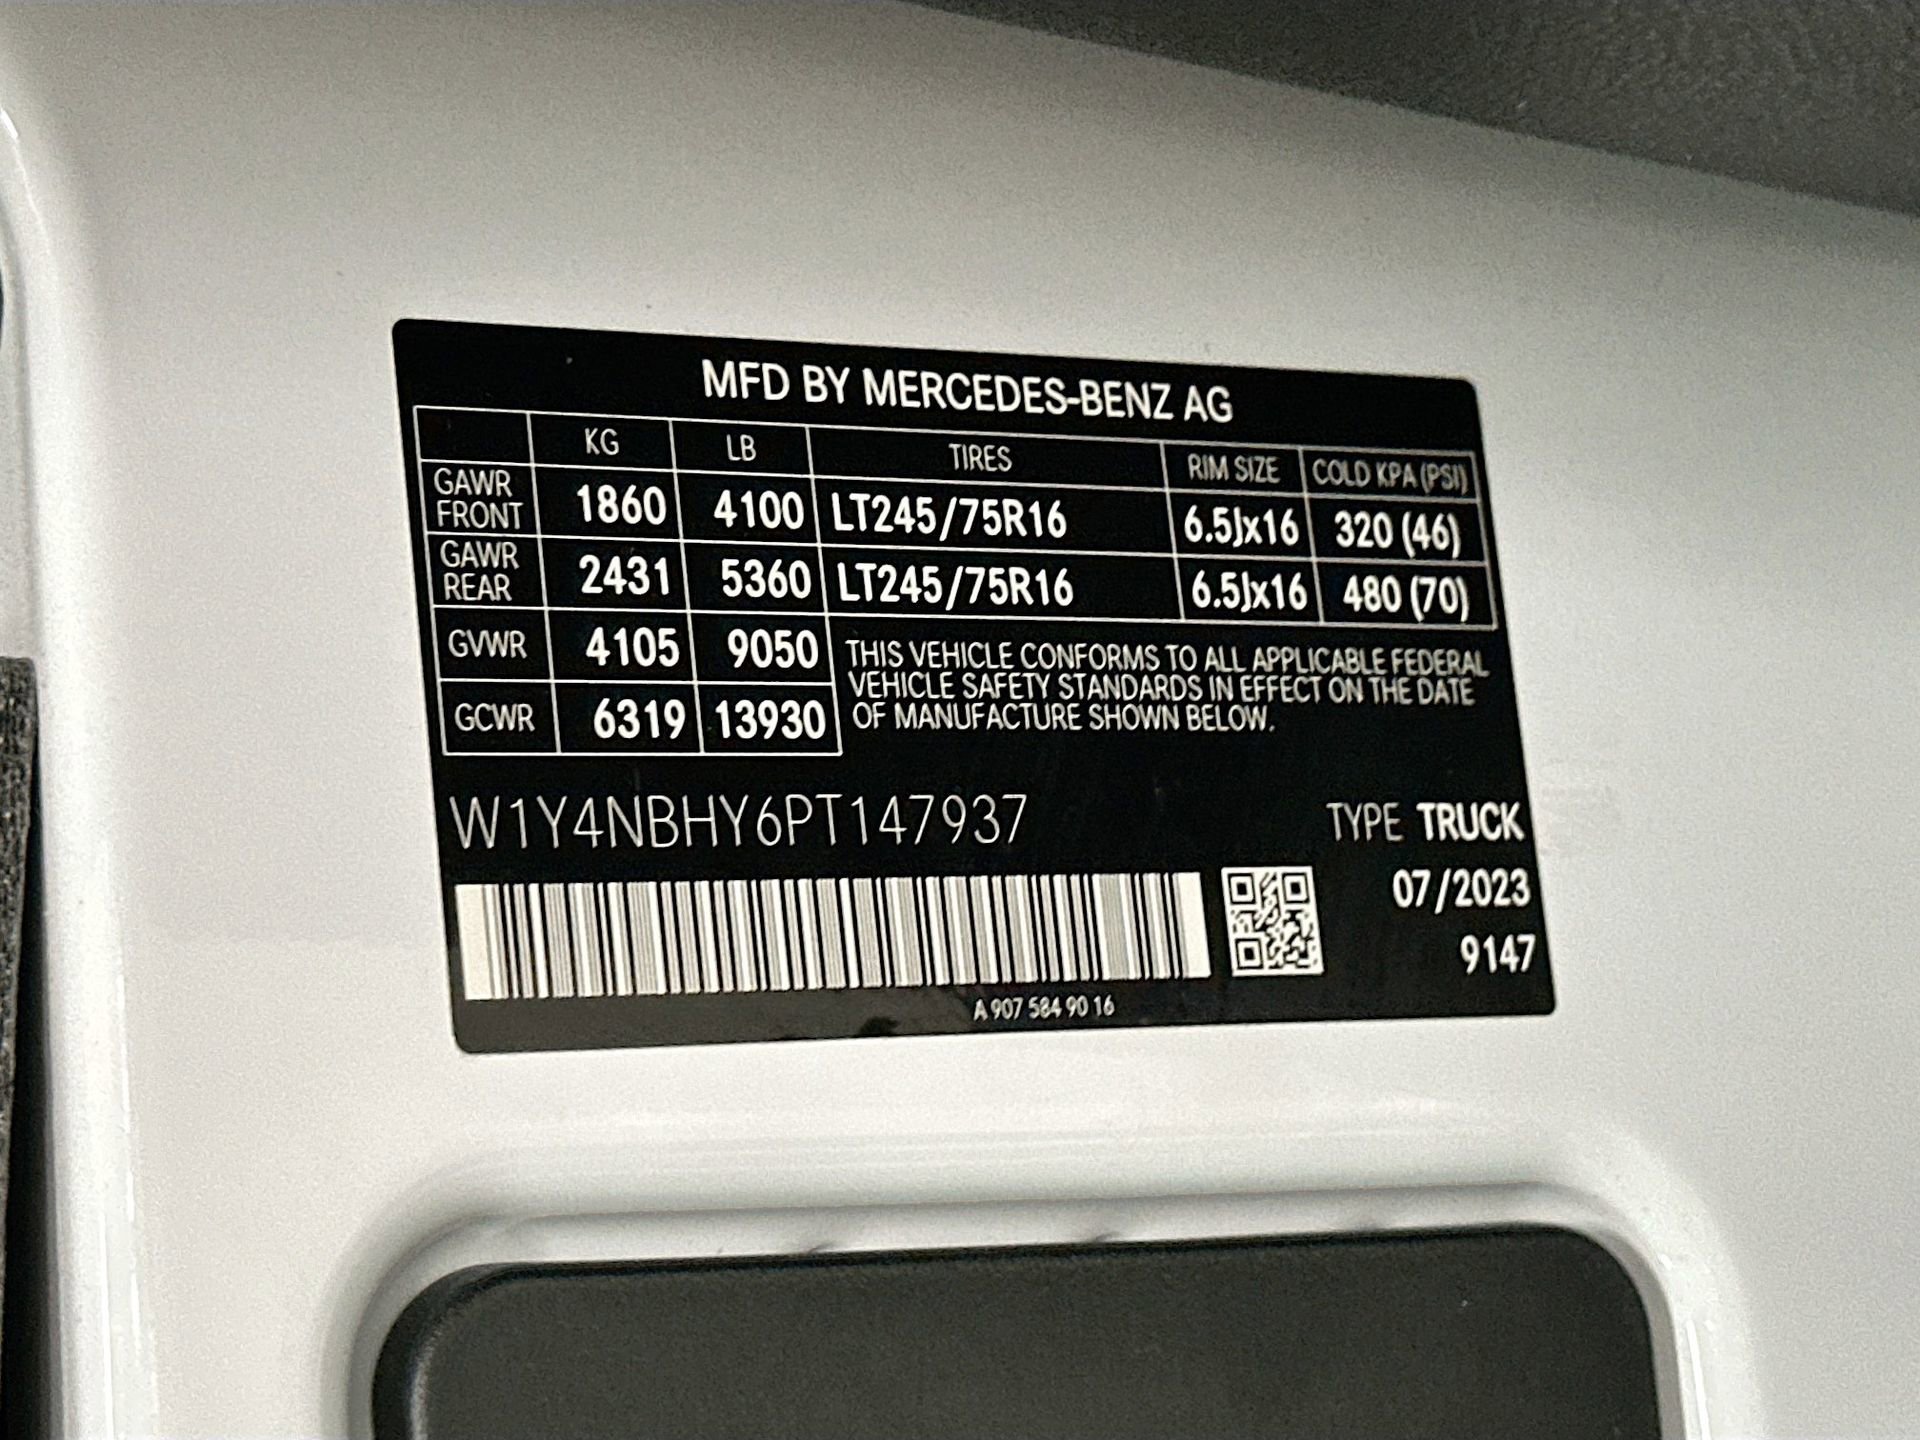 MFD BY MERCEDES-BENZ AG
KG LB TIRES RIM SIZE COLD KPA (PSI)
GAWR FRONT 1860 4100 LT245/75R16 6.5Jx16 320 (46)
GAWR REAR 2431 5360 LT245/75R16 6.5Jx16 480 (70)
GVWR 4105 9050
GCWR 6319 13930
THIS VEHICLE CONFORMS TO ALL APPLICABLE FEDERAL
VEHICLE SAFETY STANDARDS IN EFFECT ON THE DATE
OF MANUFACTURE SHOWN BELOW.
W1Y4NBHY6PT147937
TYPE TRUCK
07/2023
9147
A 907 584 90 16